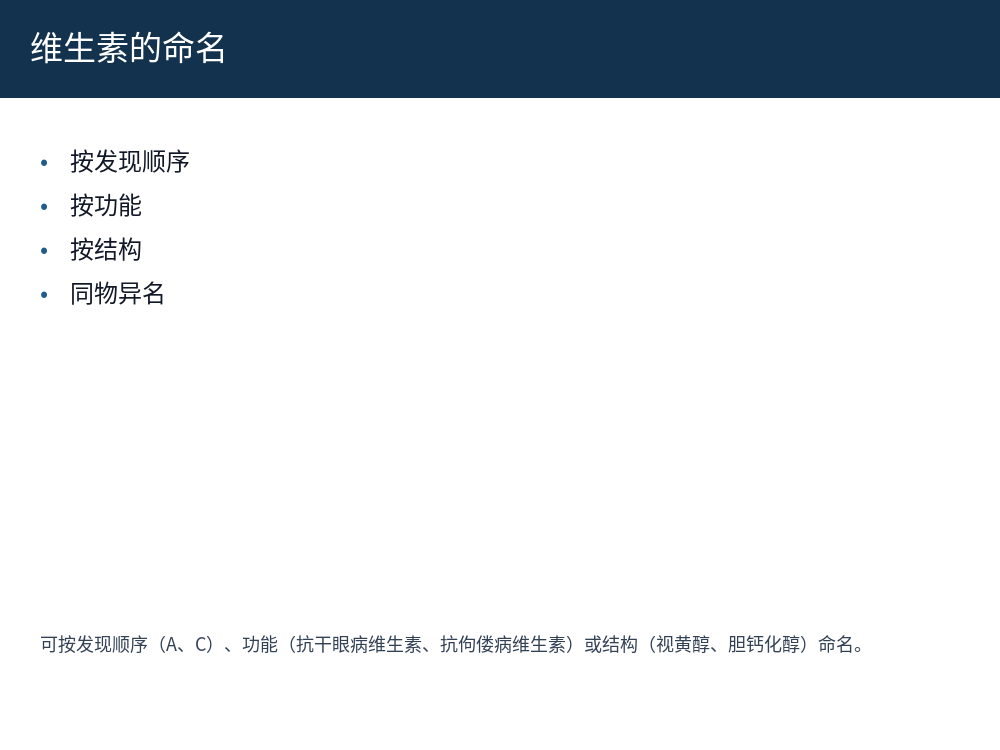 维生素的命名
• 按发现顺序
• 按功能
• 按结构
• 同物异名
可按发现顺序（A、C）、功能（抗干眼病维生素、抗佝偻病维生素）或结构（视黄醇、胆钙化醇）命名。